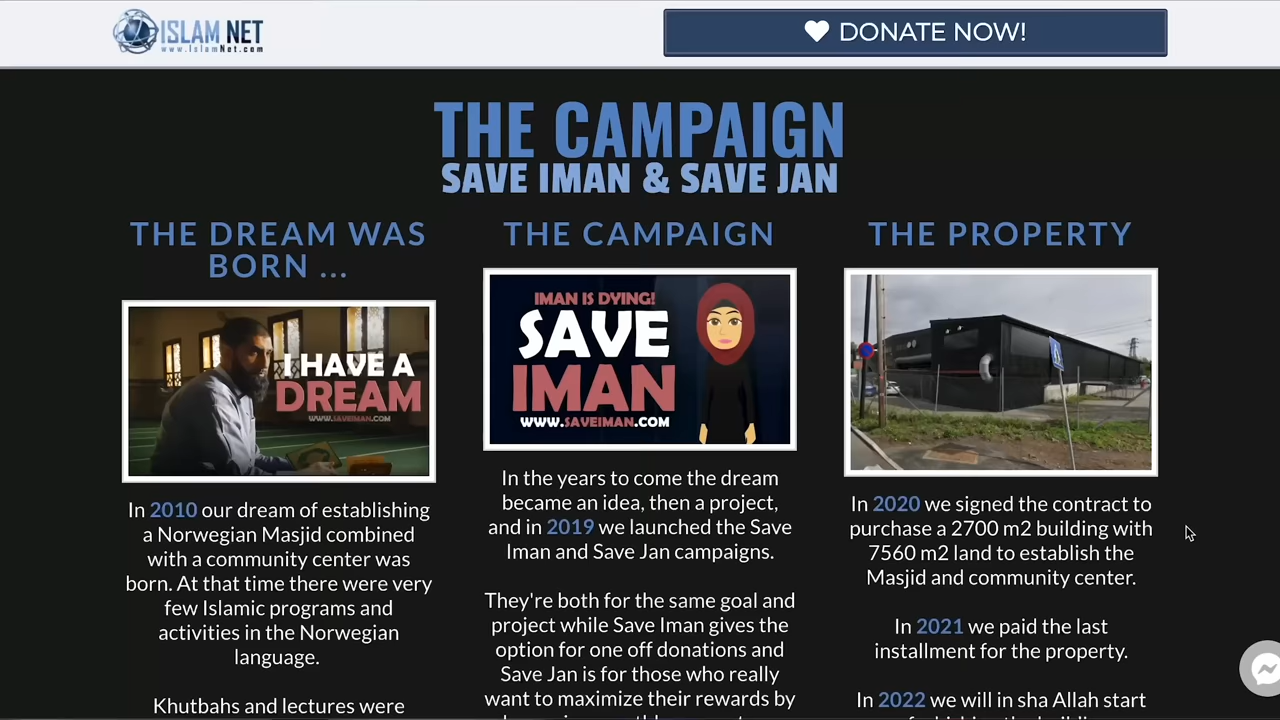 ISLAM NET
www.IslamNet.com
DONATE NOW!
THE CAMPAIGN
SAVE IMAN & SAVE JAN
THE DREAM WAS
BORN ...
I HAVE A
DREAM
WWW.SAVEIMAN.COM
In 2010 our dream of establishing
a Norwegian Masjid combined
with a community center was
born. At that time there were very
few Islamic programs and
activities in the Norwegian
language.
Khutbahs and lectures were
THE CAMPAIGN
IMAN IS DYING!
SAVE
IMAN
WWW.SAVEIMAN.COM
In the years to come the dream
became an idea, then a project,
and in 2019 we launched the Save
Iman and Save Jan campaigns.
They're both for the same goal and
project while Save Iman gives the
option for one off donations and
Save Jan is for those who really
want to maximize their rewards by
THE PROPERTY
In 2020 we signed the contract to
purchase a 2700 m2 building with
7560 m2 land to establish the
Masjid and community center.
In 2021 we paid the last
installment for the property.
In 2022 we will in sha Allah start